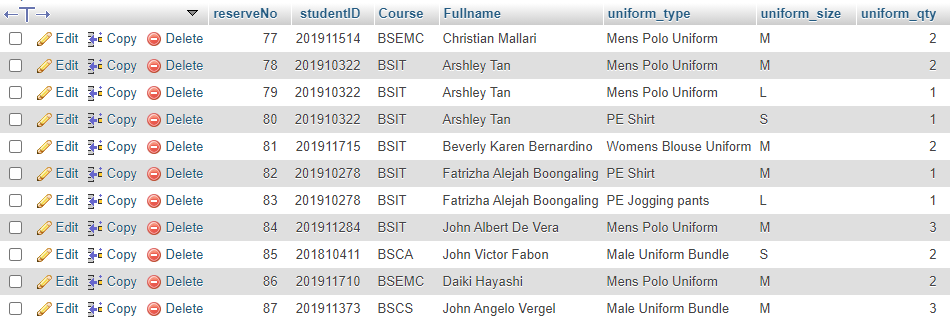 ←T→ ▼ reserveNo studentID Course Fullname uniform_type uniform_size uniform_qty
Edit Copy Delete 77 201911514 BSEMC Christian Mallari Mens Polo Uniform M 2
Edit Copy Delete 78 201910322 BSIT Arshley Tan Mens Polo Uniform M 2
Edit Copy Delete 79 201910322 BSIT Arshley Tan Mens Polo Uniform L 1
Edit Copy Delete 80 201910322 BSIT Arshley Tan PE Shirt S 1
Edit Copy Delete 81 201911715 BSIT Beverly Karen Bernardino Womens Blouse Uniform M 2
Edit Copy Delete 82 201910278 BSIT Fatrizha Alejah Boongaling PE Shirt M 1
Edit Copy Delete 83 201910278 BSIT Fatrizha Alejah Boongaling PE Jogging pants L 1
Edit Copy Delete 84 201911284 BSIT John Albert De Vera Mens Polo Uniform M 3
Edit Copy Delete 85 201810411 BSCA John Victor Fabon Male Uniform Bundle S 2
Edit Copy Delete 86 201911710 BSEMC Daiki Hayashi Mens Polo Uniform M 2
Edit Copy Delete 87 201911373 BSCS John Angelo Vergel Male Uniform Bundle M 3